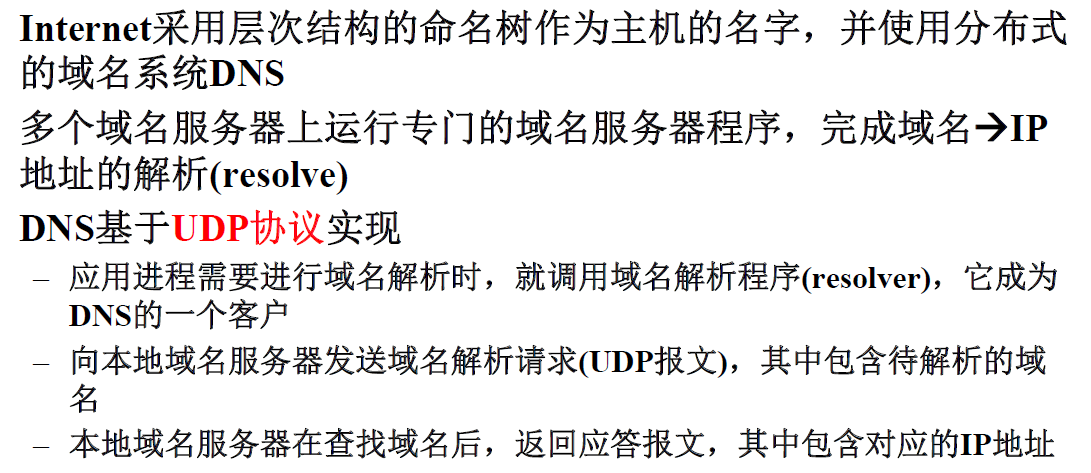 Internet采用层次结构的命名树作为主机的名字，并使用分布式
的域名系统DNS
多个域名服务器上运行专门的域名服务器程序，完成域名→IP
地址的解析(resolve)
DNS基于UDP协议实现
– 应用进程需要进行域名解析时，就调用域名解析程序(resolver)，它成为
DNS的一个客户
– 向本地域名服务器发送域名解析请求(UDP报文)，其中包含待解析的域
名
– 本地域名服务器在查找域名后，返回应答报文，其中包含对应的IP地址